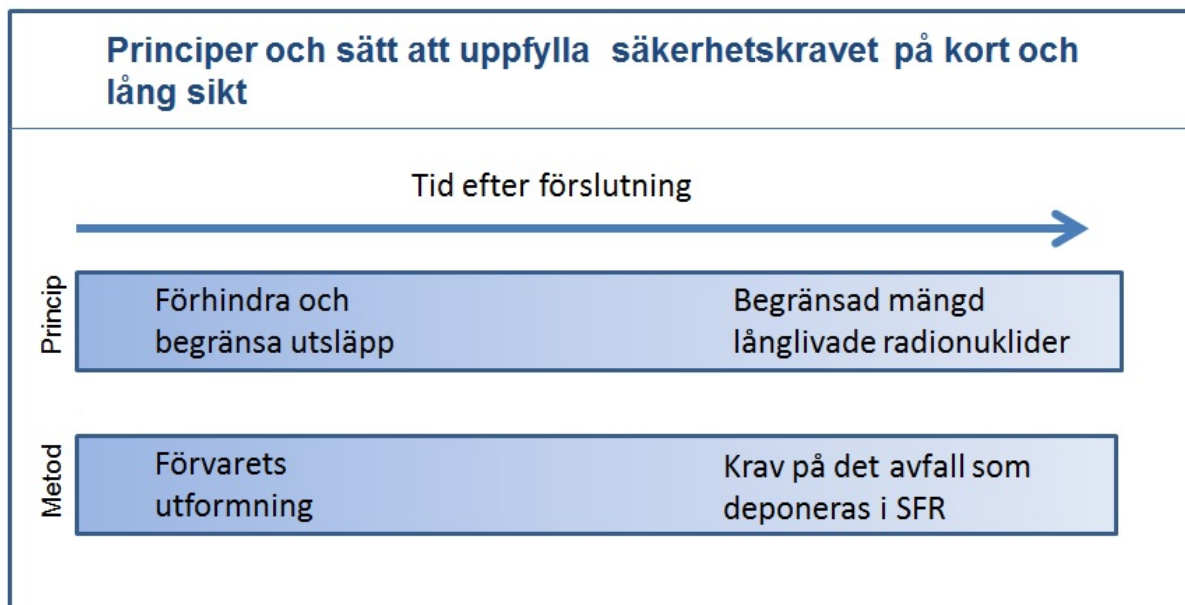 Principer och sätt att uppfylla säkerhetskravet på kort och
lång sikt
Tid efter förslutning
Princip
Förhindra och
begränsa utsläpp
Begränsad mängd
långlivade radionuklider
Metod
Förvarets
utformning
Krav på det avfall som
deponeras i SFR